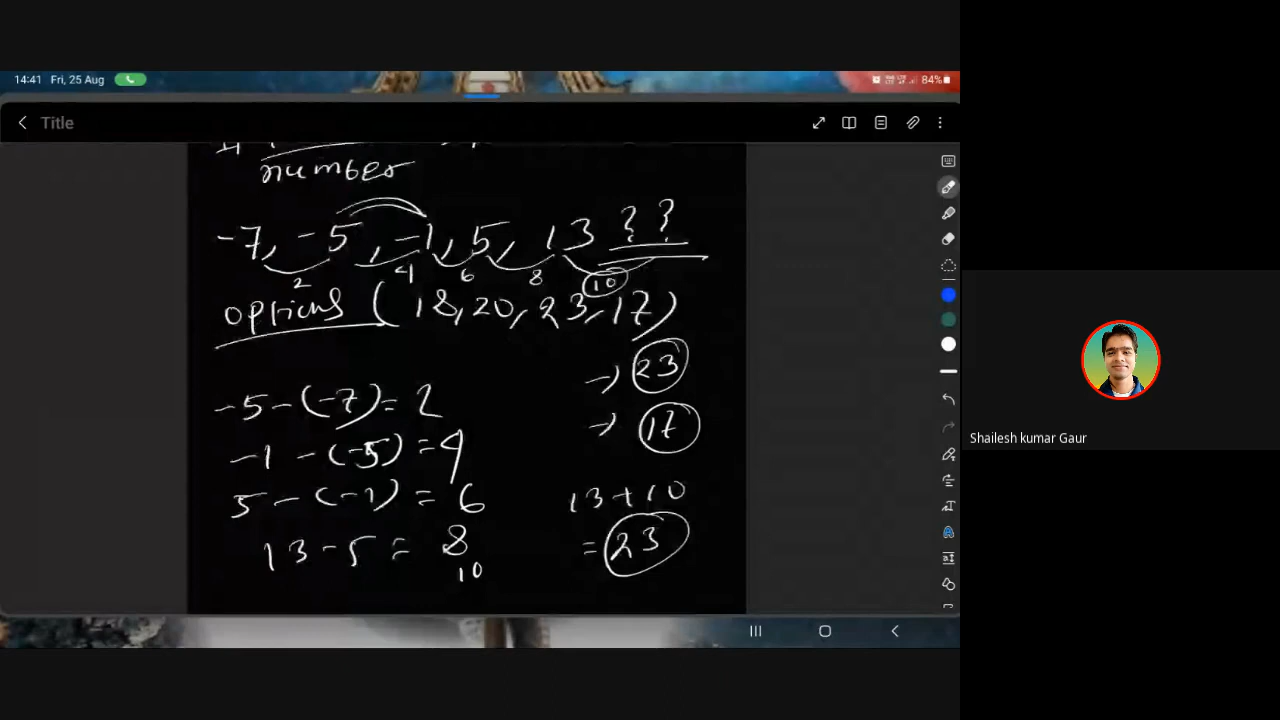 14:41 Fri, 25 Aug
84%
Title
number
-7, -5, -1, 5, 13 ??
2 4 6 8 10
options (18, 20, 23, 17)
→ 23
-5-(-7)= 2
→ 17
-1 -(-5) =4
5-(-1) = 6
13+10
13-5 = 8
= 23
10
Shailesh kumar Gaur